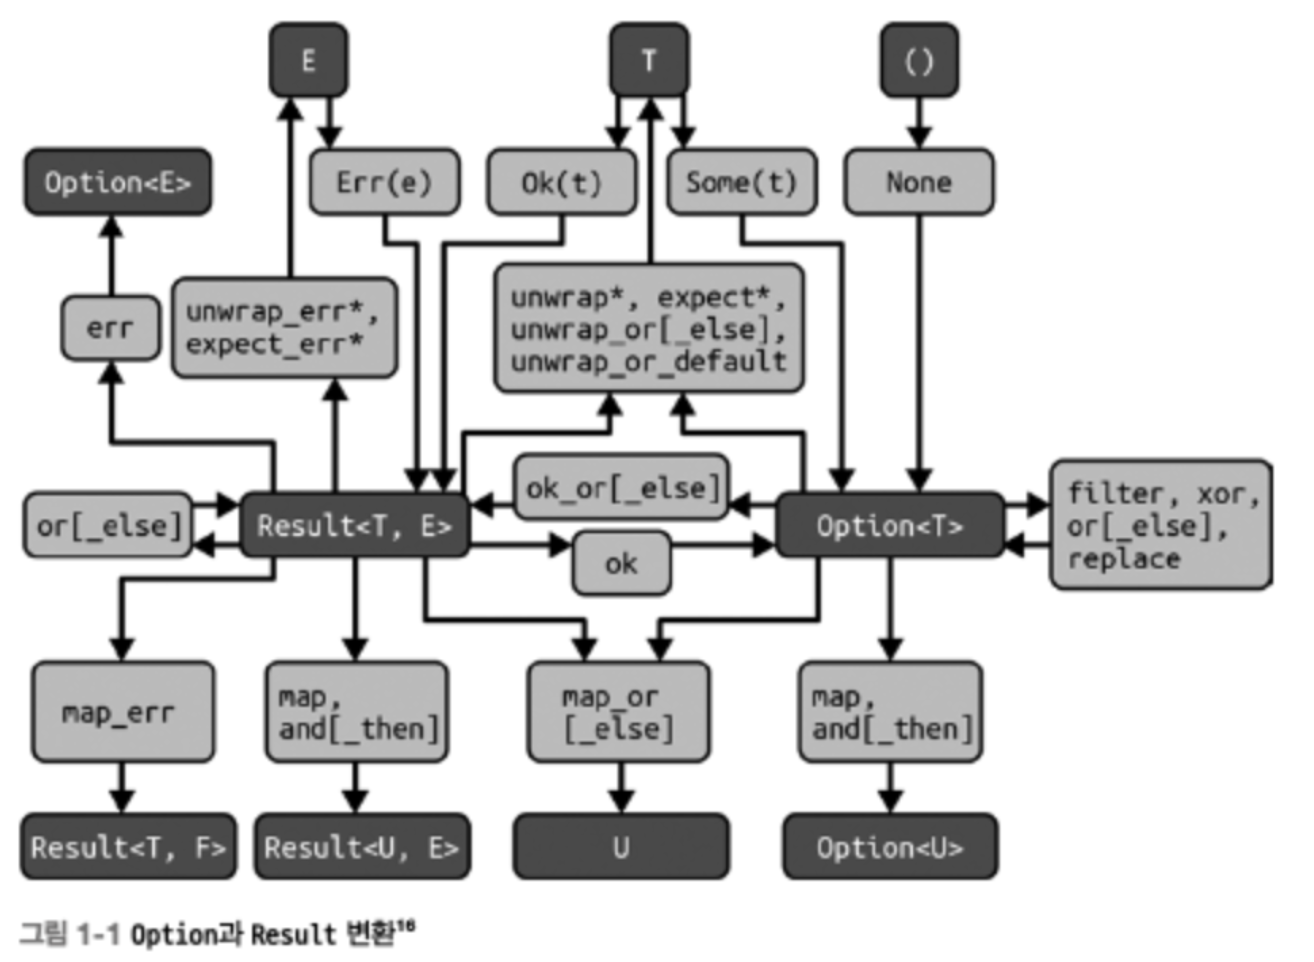 E
T
()
Option<E>
Err(e)
Ok(t)
Some(t)
None
err
unwrap_err*,
expect_err*
unwrap*, expect*,
unwrap_or[_else],
unwrap_or_default
or[_else]
Result<T, E>
ok_or[_else]
ok
Option<T>
filter, xor,
or[_else],
replace
map_err
map,
and[_then]
map_or
[_else]
map,
and[_then]
Result<T, F>
Result<U, E>
U
Option<U>
그림 1-1 Option과 Result 변환16